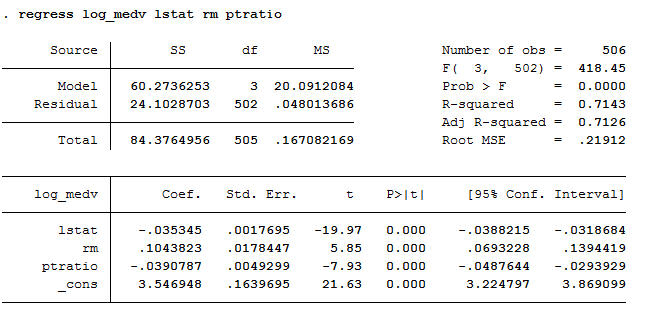 . regress log_medv lstat rm ptratio
Source SS df MS Number of obs = 506
F( 3, 502) = 418.45
Model 60.2736253 3 20.0912084 Prob > F = 0.0000
Residual 24.1028703 502 .048013686 R-squared = 0.7143
Adj R-squared = 0.7126
Total 84.3764956 505 .167082169 Root MSE = .21912
log_medv Coef. Std. Err. t P>|t| [95% Conf. Interval]
lstat -.035345 .0017695 -19.97 0.000 -.0388215 -.0318684
rm .1043823 .0178447 5.85 0.000 .0693228 .1394419
ptratio -.0390787 .0049299 -7.93 0.000 -.0487644 -.0293929
_cons 3.546948 .1639695 21.63 0.000 3.224797 3.869099